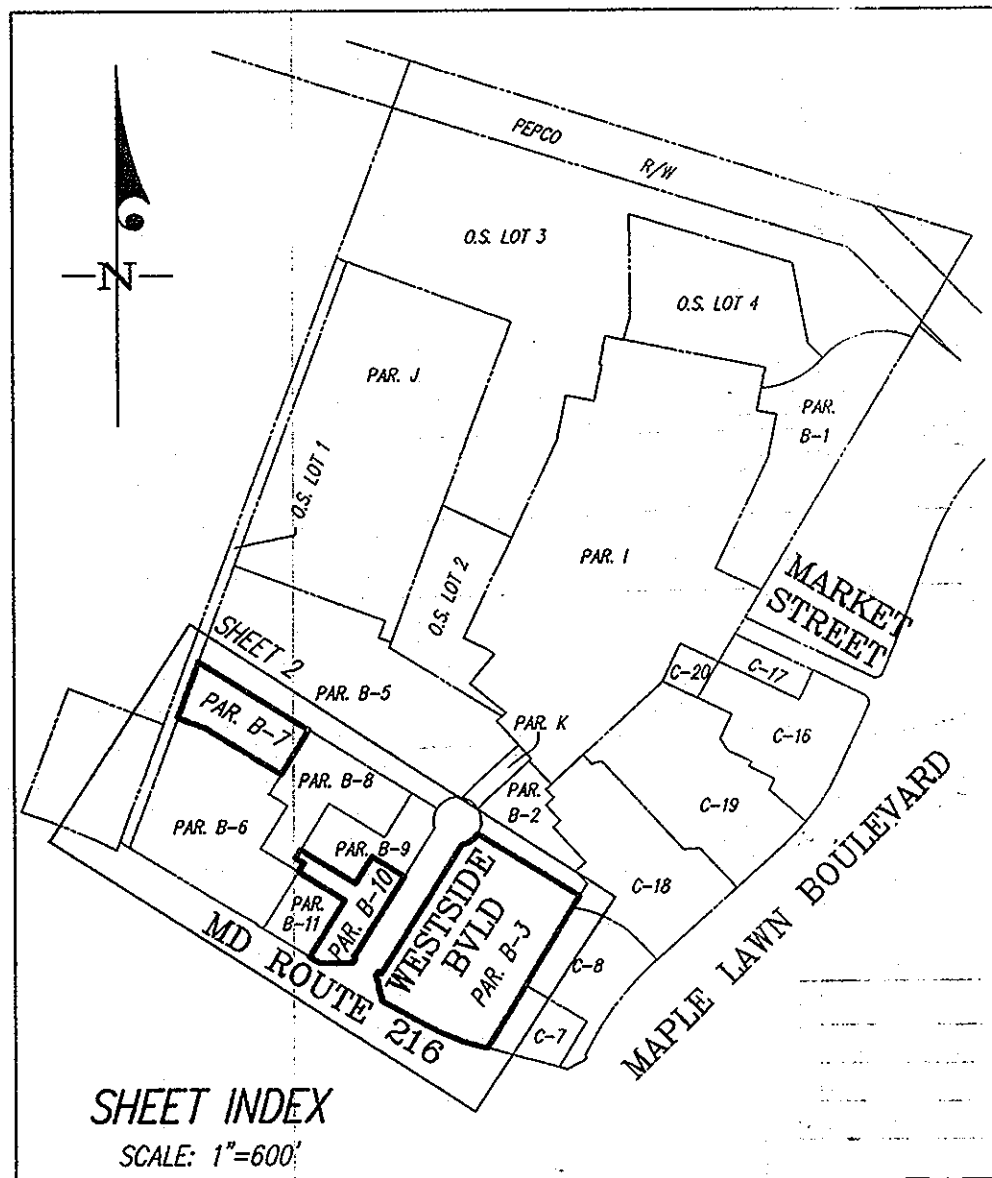 PEPCO R/W
O.S. LOT 3
N
O.S. LOT 4
PAR. J
PAR.
B-1
O.S. LOT 1
PAR. I
O.S. LOT 2
MARKET
STREET
SHEET 2
PAR. B-5
C-20
C-17
PAR. B-7
PAR. K
C-16
PAR. B-8
PAR.
B-2
C-19
PAR. B-6
PAR. B-9
C-18
PAR. B-10
PAR.
B-11
WESTSIDE
BVLD
PAR. B-3
C-8
MD ROUTE 216
C-7
MAPLE LAWN BOULEVARD
SHEET INDEX
SCALE: 1"=600'